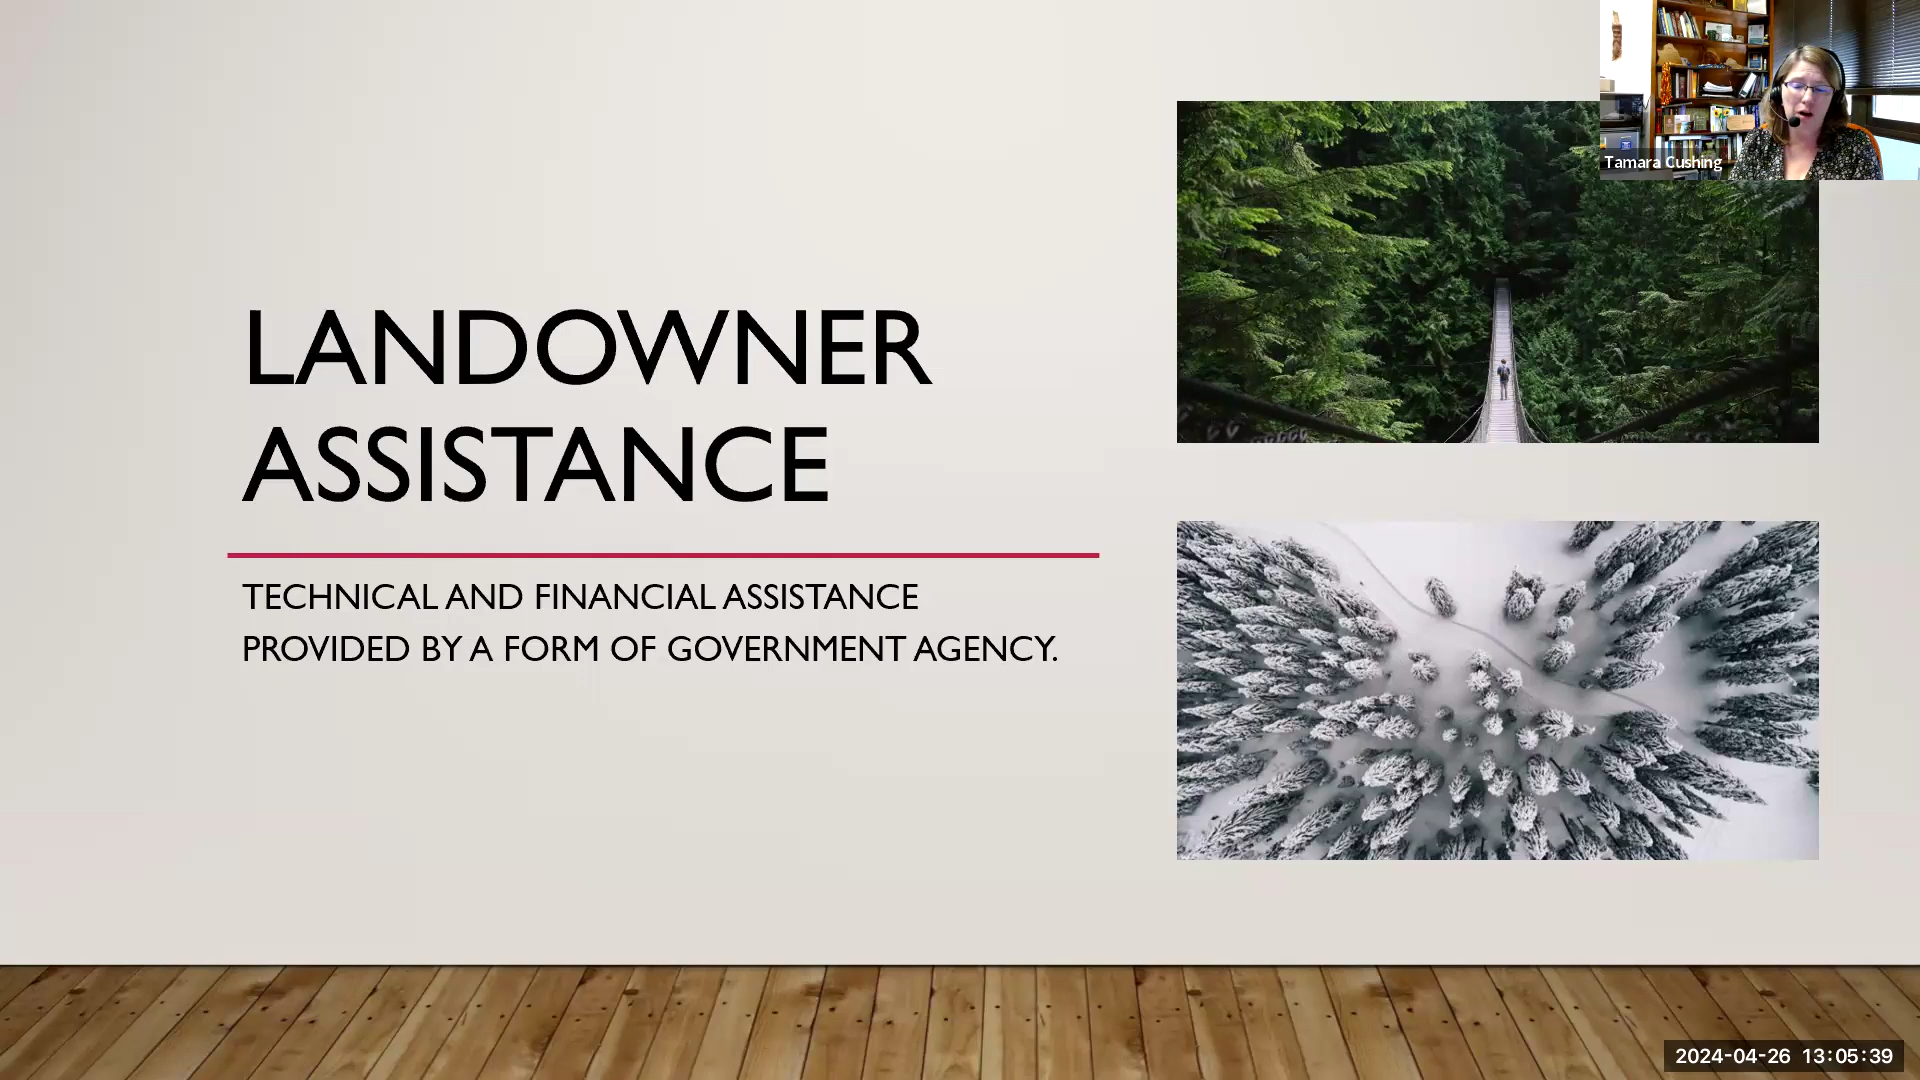 Tamara Cushing
LANDOWNER
ASSISTANCE
TECHNICAL AND FINANCIAL ASSISTANCE
PROVIDED BY A FORM OF GOVERNMENT AGENCY.
2024-04-26 13:05:39